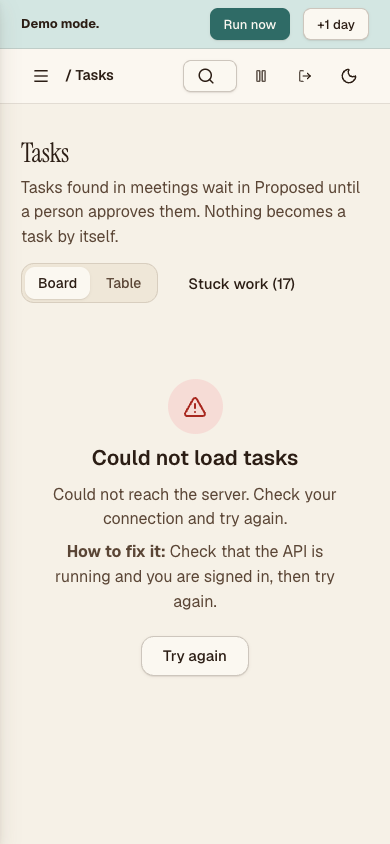 Demo mode.
Run now
+1 day
/ Tasks
Tasks
Tasks found in meetings wait in Proposed until
a person approves them. Nothing becomes a
task by itself.
Board
Table
Stuck work (17)
Could not load tasks
Could not reach the server. Check your
connection and try again.
How to fix it: Check that the API is
running and you are signed in, then try
again.
Try again